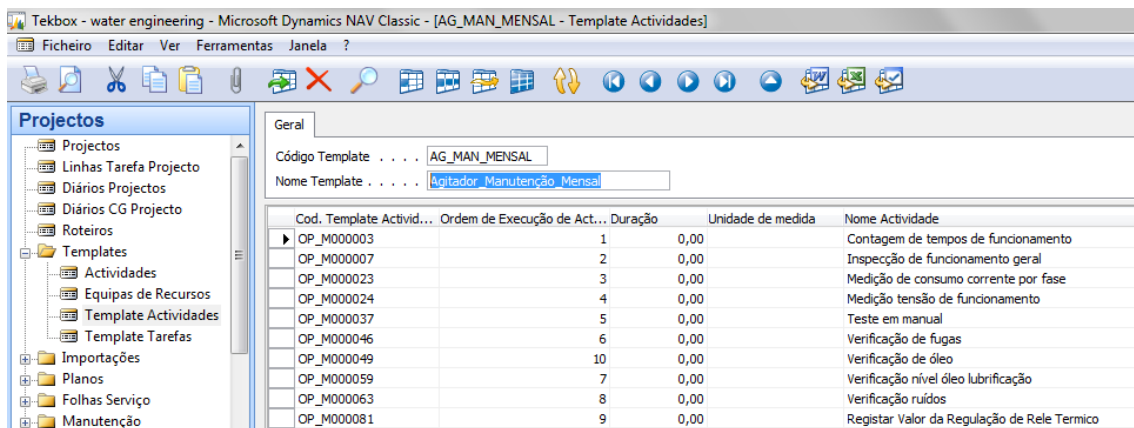 Tekbox - water engineering - Microsoft Dynamics NAV Classic - [AG_MAN_MENSAL - Template Actividades]
Ficheiro Editar Ver Ferramentas Janela ?
Projectos
Projectos
Linhas Tarefa Projecto
Diários Projectos
Diários CG Projecto
Roteiros
Templates
Actividades
Equipas de Recursos
Template Actividades
Template Tarefas
Importações
Planos
Folhas Serviço
Manutenção
Geral
Código Template . . . . AG_MAN_MENSAL
Nome Template . . . . . Agitador_Manutenção_Mensal
Cod. Template Activid... Ordem de Execução de Act... Duração Unidade de medida Nome Actividade
OP_M000003 1 0,00 Contagem de tempos de funcionamento
OP_M000007 2 0,00 Inspecção de funcionamento geral
OP_M000023 3 0,00 Medição de consumo corrente por fase
OP_M000024 4 0,00 Medição tensão de funcionamento
OP_M000037 5 0,00 Teste em manual
OP_M000046 6 0,00 Verificação de fugas
OP_M000049 10 0,00 Verificação de óleo
OP_M000059 7 0,00 Verificação nível óleo lubrificação
OP_M000063 8 0,00 Verificação ruídos
OP_M000081 9 0,00 Registar Valor da Regulação de Rele Termico